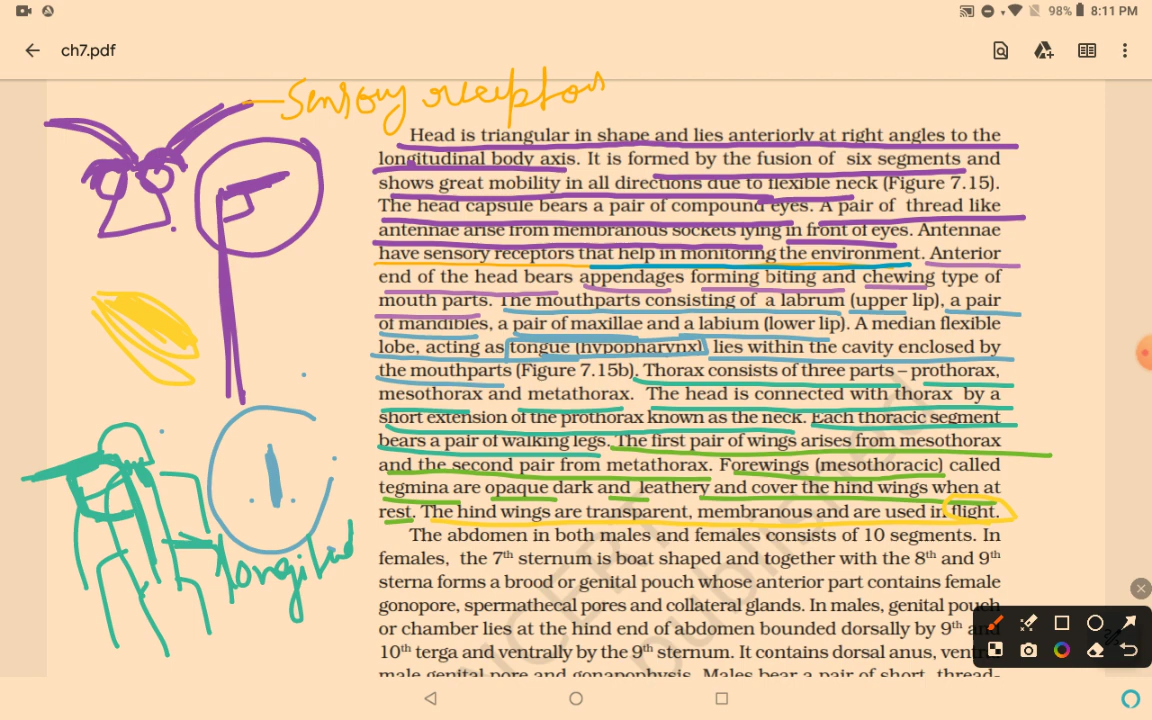 98% 8:11 PM
ch7.pdf
Sensory receptors
Head is triangular in shape and lies anteriorly at right angles to the
longitudinal body axis. It is formed by the fusion of six segments and
shows great mobility in all directions due to flexible neck (Figure 7.15).
The head capsule bears a pair of compound eyes. A pair of thread like
antennae arise from membranous sockets lying in front of eyes. Antennae
have sensory receptors that help in monitoring the environment. Anterior
end of the head bears appendages forming biting and chewing type of
mouth parts. The mouthparts consisting of a labrum (upper lip), a pair
of mandibles, a pair of maxillae and a labium (lower lip). A median flexible
lobe, acting as tongue (hypopharynx), lies within the cavity enclosed by
the mouthparts (Figure 7.15b). Thorax consists of three parts – prothorax,
mesothorax and metathorax. The head is connected with thorax by a
short extension of the prothorax known as the neck. Each thoracic segment
bears a pair of walking legs. The first pair of wings arises from mesothorax
and the second pair from metathorax. Forewings (mesothoracic) called
tegmina are opaque dark and leathery and cover the hind wings when at
rest. The hind wings are transparent, membranous and are used in flight.
The abdomen in both males and females consists of 10 segments. In
females, the 7th sternum is boat shaped and together with the 8th and 9th
sterna forms a brood or genital pouch whose anterior part contains female
gonopore, spermathecal pores and collateral glands. In males, genital pouch
or chamber lies at the hind end of abdomen bounded dorsally by 9th and
10th terga and ventrally by the 9th sternum. It contains dorsal anus, ventral
male genital pore and gonapophysis. Males bear a pair of short, thread-